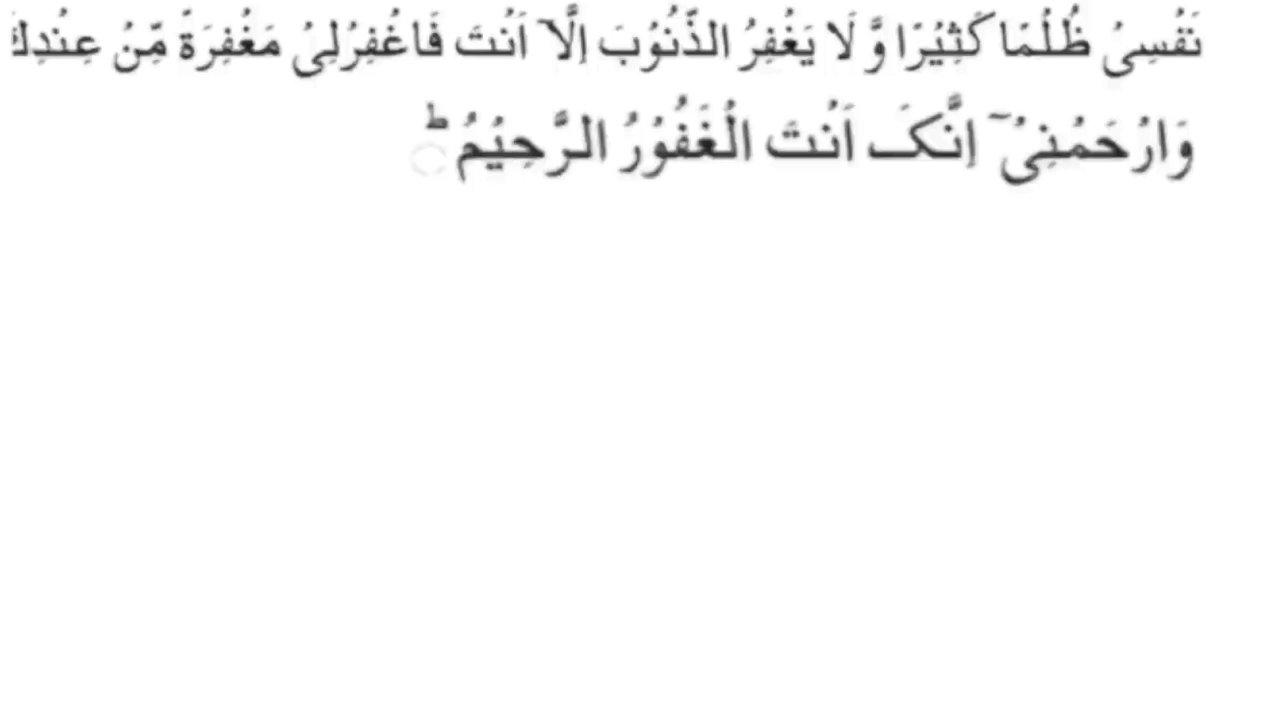 نَفُسِیُ ظُلُمًا کَثِیُرًا وَّ لَا یَغُفِرُ الذُّنُوُبَ اِلَّآ اَنُتَ فَاغُفِرُلِیُ مَغُفِرَةً مِّنُ عِنُدِكَ
وَارُحَمُنِیُٓ اِنَّکَ اَنُتَ الُغَفُوُرُ الرَّحِیُمُ ؕ